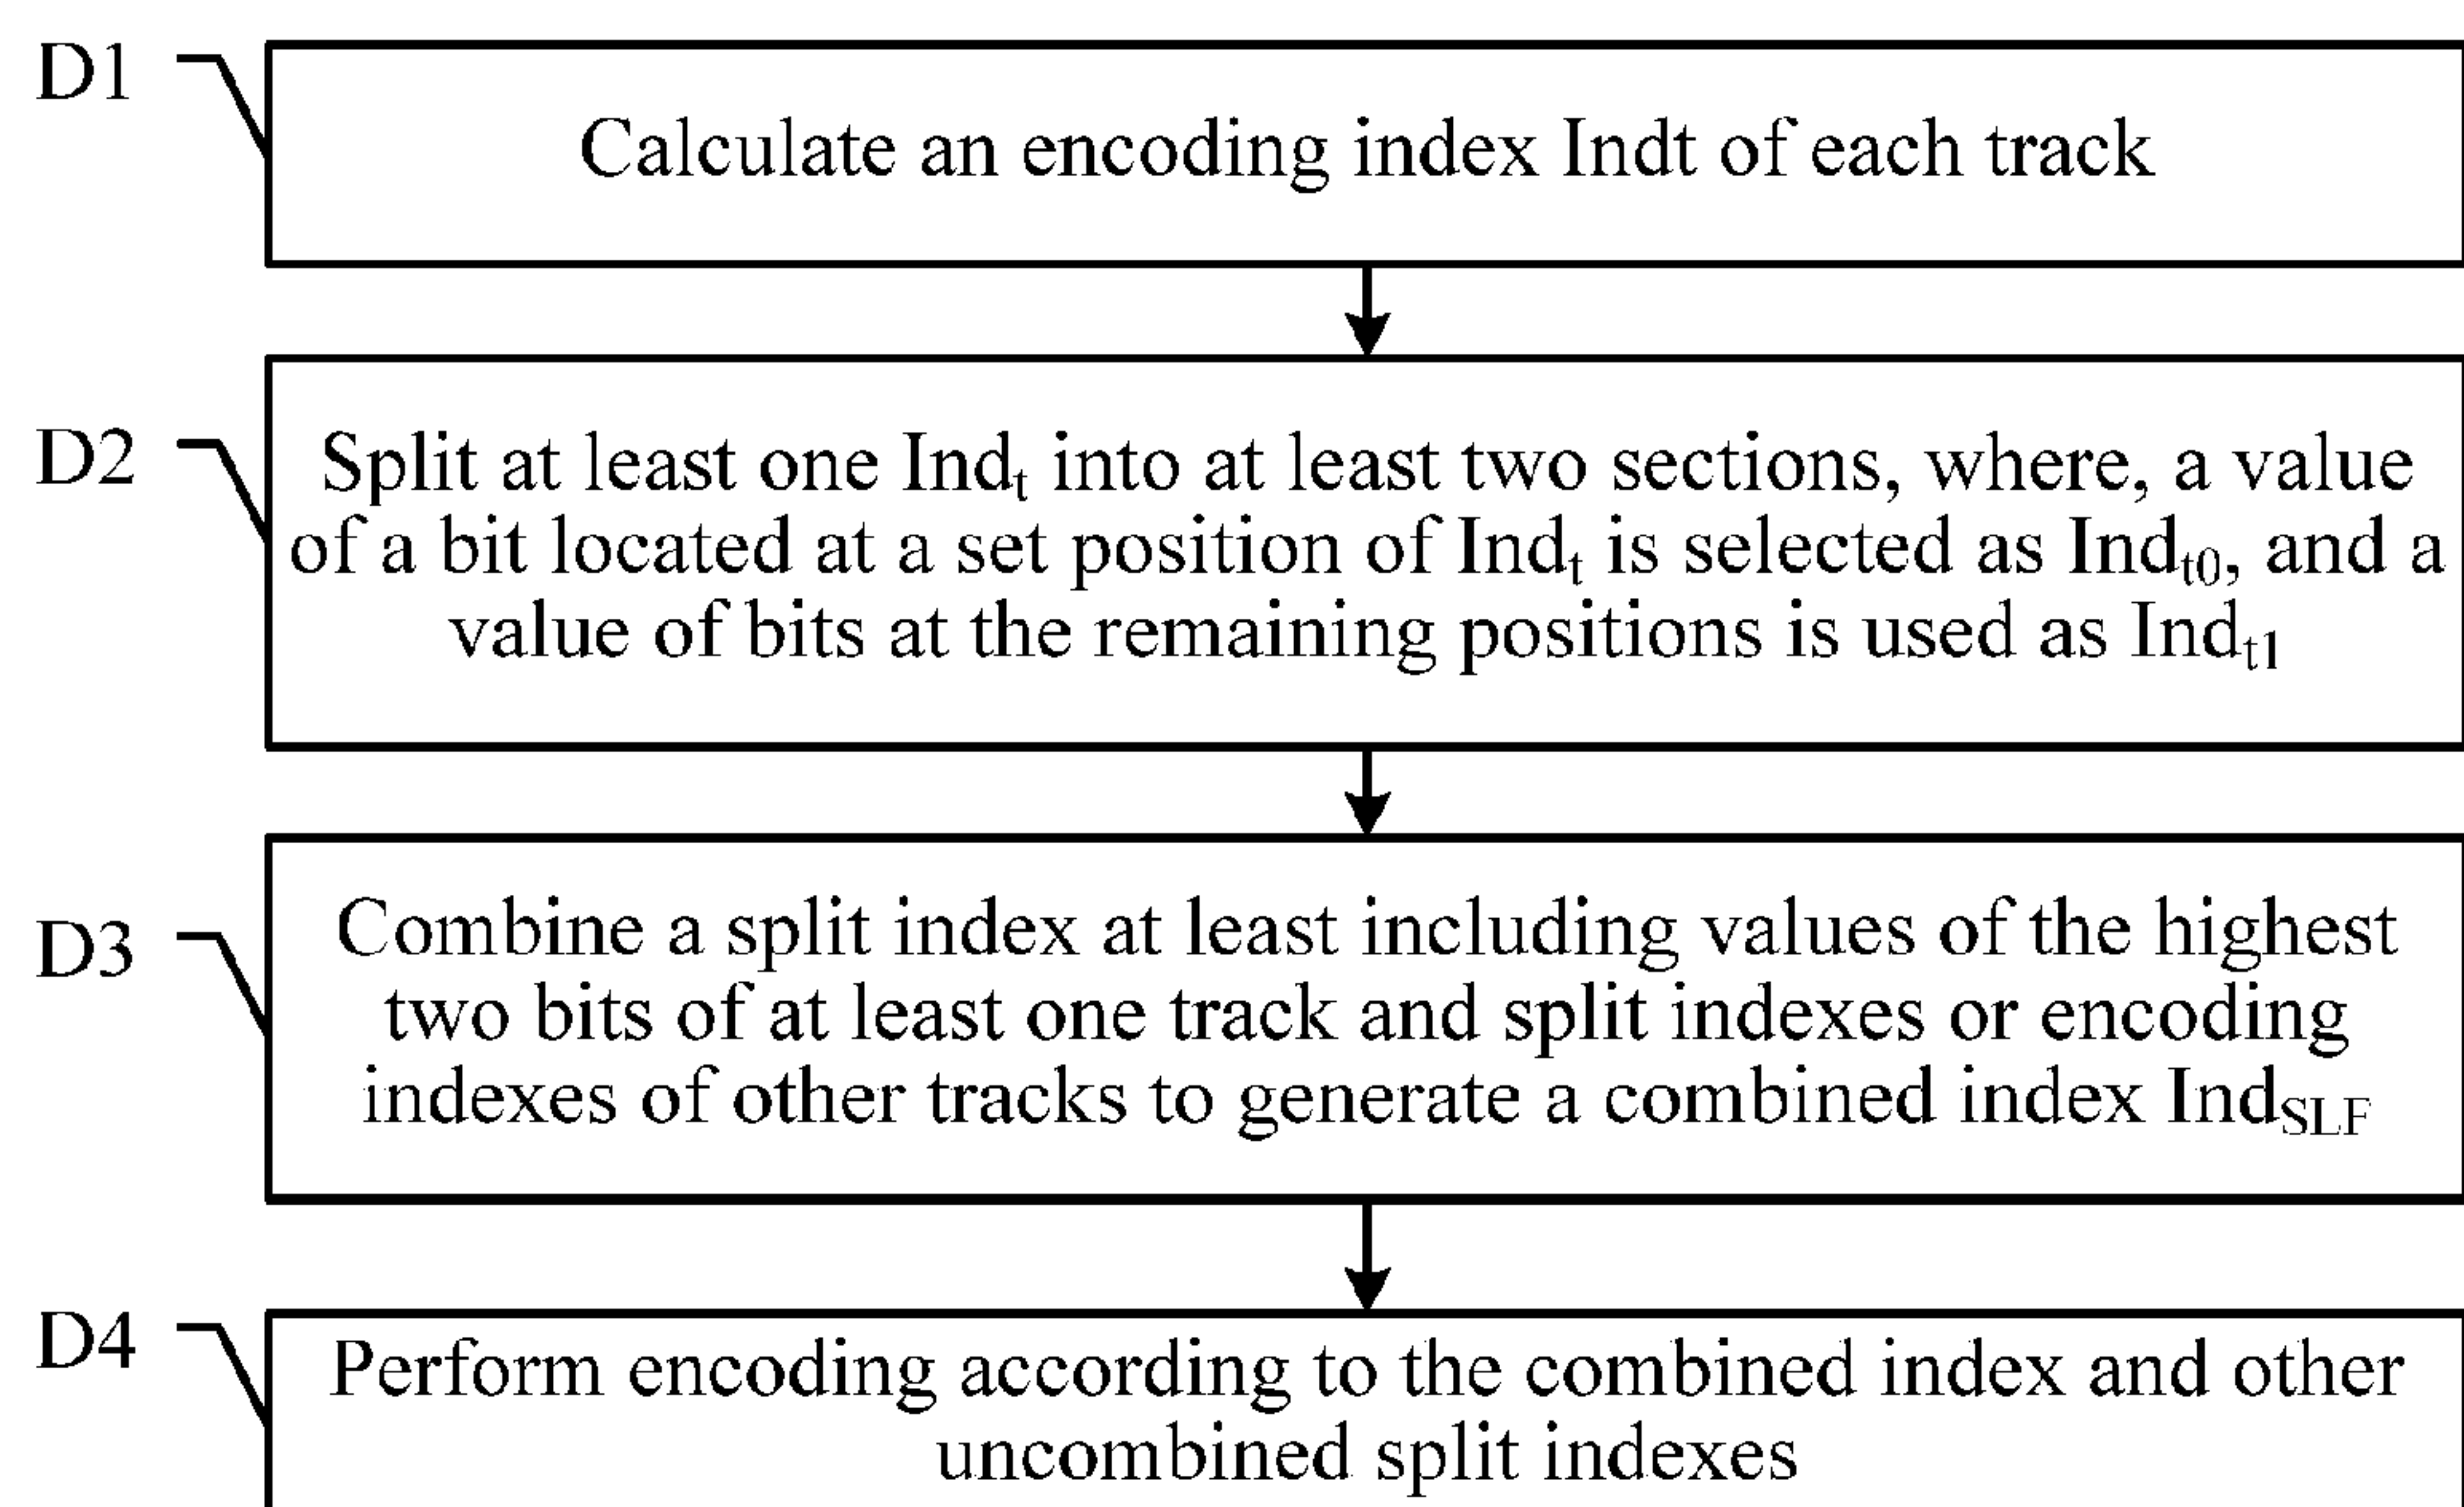 D1
Calculate an encoding index Indt of each track
D2
Split at least one Indt into at least two sections, where, a value
of a bit located at a set position of Indt is selected as Indt0, and a
value of bits at the remaining positions is used as Indt1
D3
Combine a split index at least including values of the highest
two bits of at least one track and split indexes or encoding
indexes of other tracks to generate a combined index IndSLF
D4
Perform encoding according to the combined index and other
uncombined split indexes